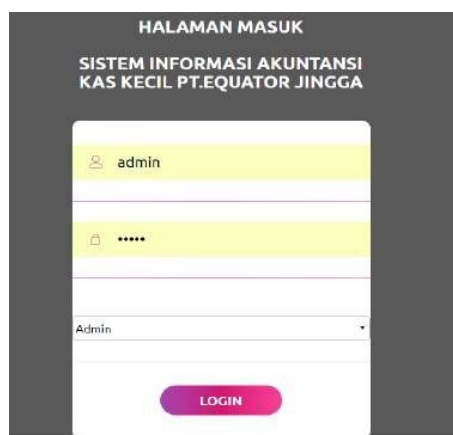 HALAMAN MASUK
SISTEM INFORMASI AKUNTANSI
KAS KECIL PT.EQUATOR JINGGA
admin
•••••
Admin
LOGIN